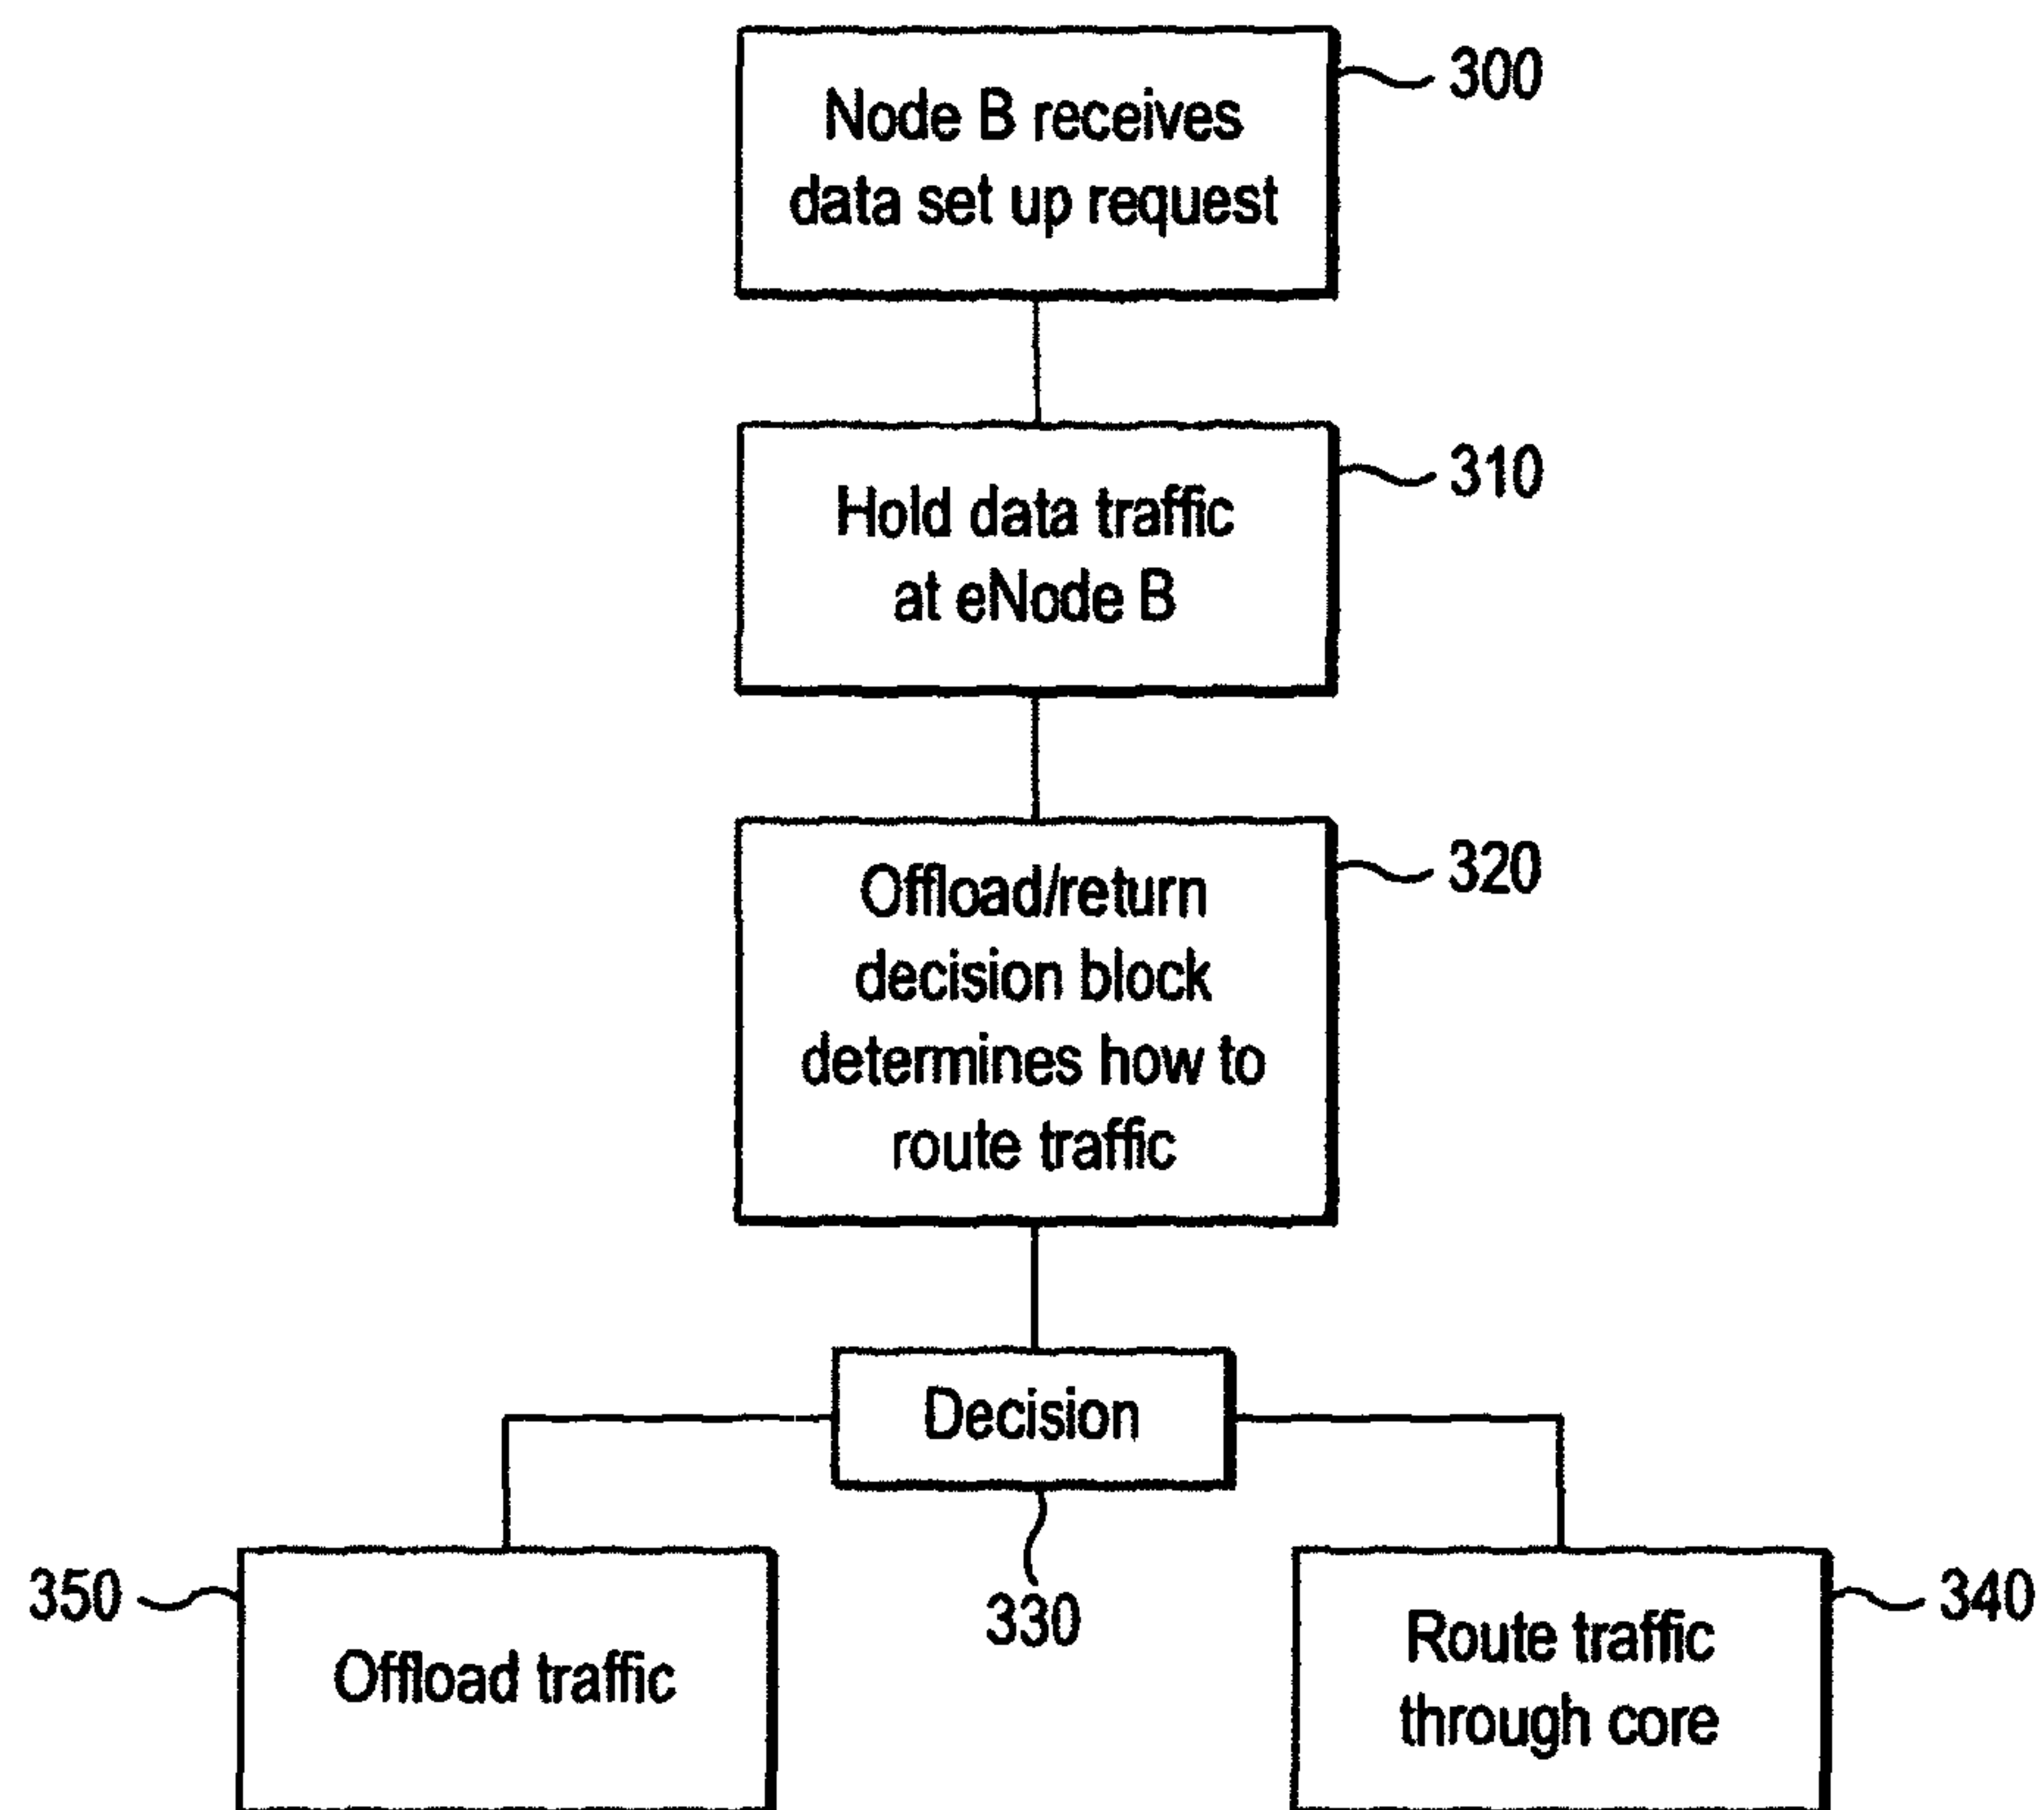 Node B receives
data set up request
300
Hold data traffic
at eNode B
310
Offload/return
decision block
determines how to
route traffic
320
Decision
330
350
Offload traffic
Route traffic
through core
340